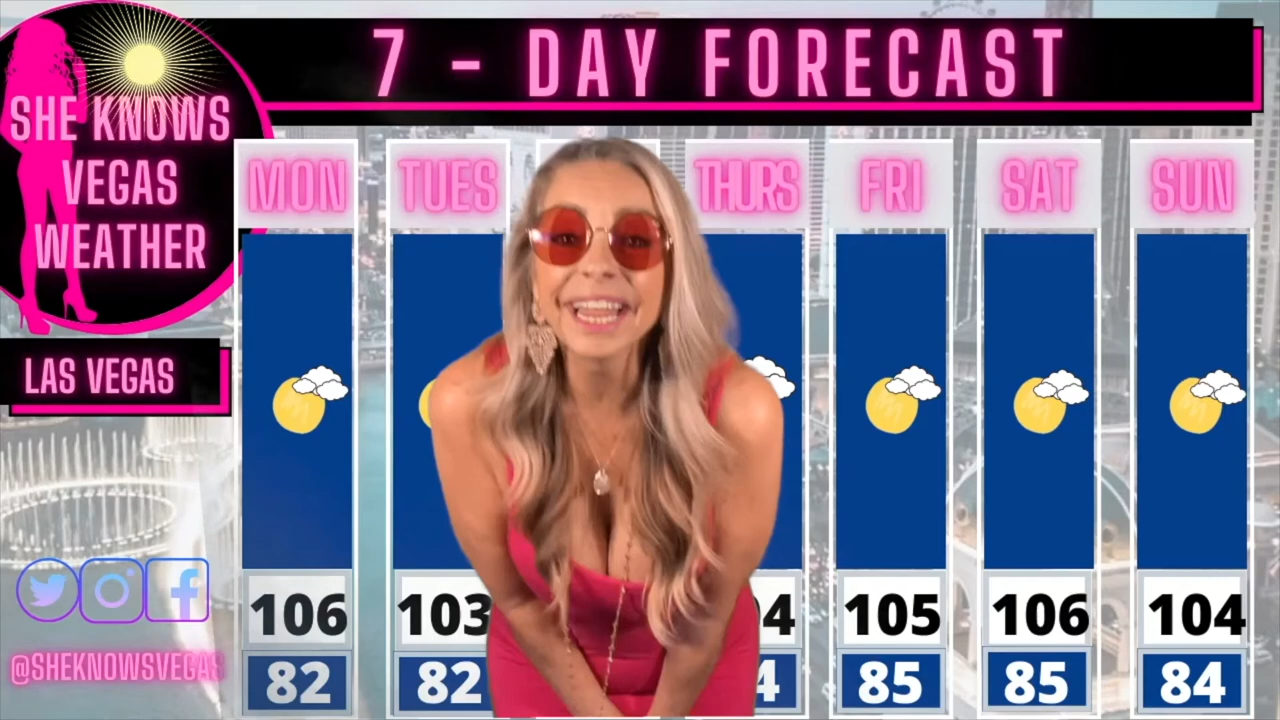 7 - DAY FORECAST
SHE KNOWS
VEGAS
WEATHER
LAS VEGAS
MON TUES THURS FRI SAT SUN
106 103 105 106 104
82 82 85 85 84
@SHEKNOWSVEGAS